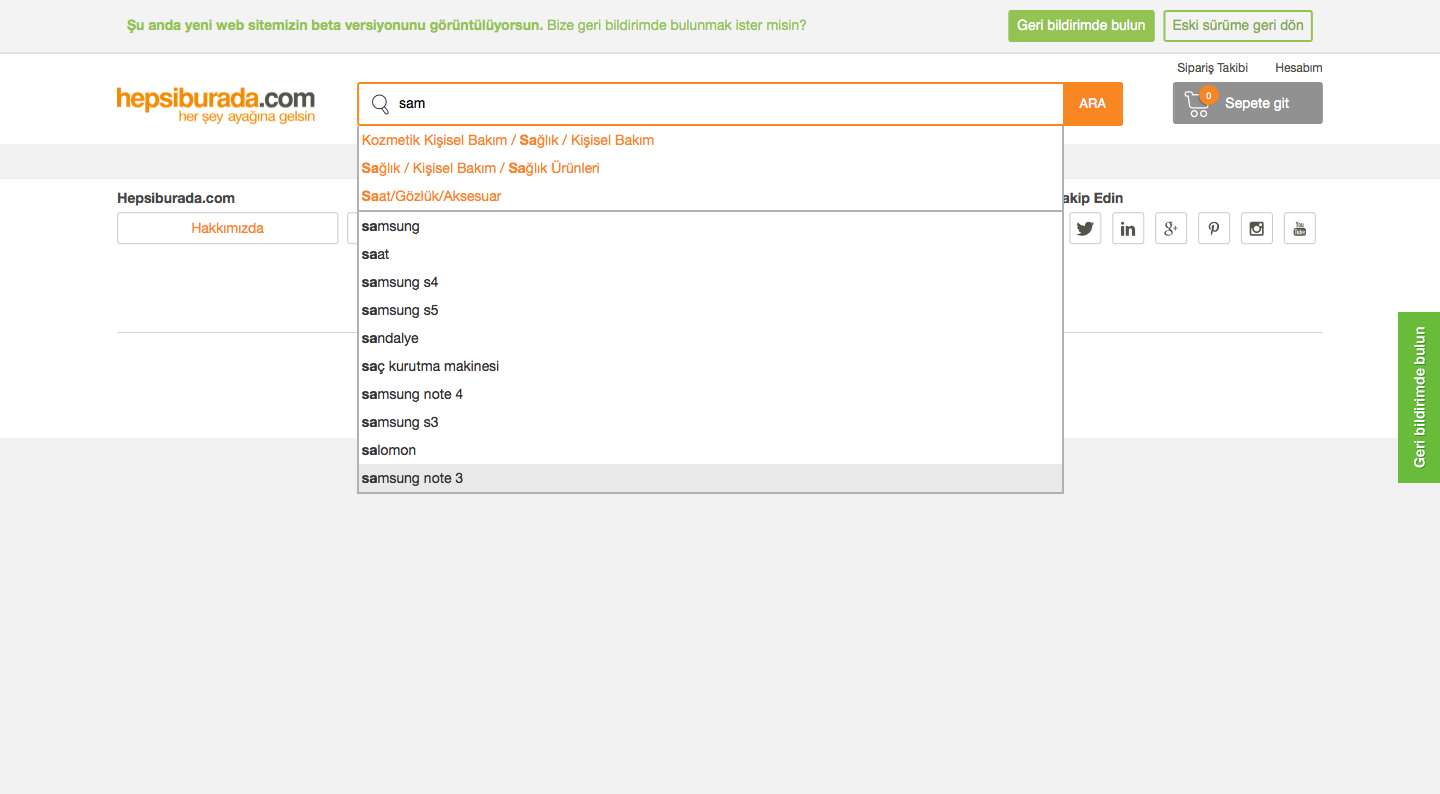 Şu anda yeni web sitemizin beta versiyonunu görüntülüyorsun. Bize geri bildirimde bulunmak ister misin?
Geri bildirimde bulun
Eski sürüme geri dön
Sipariş Takibi
Hesabım
hepsiburada.com
her şey ayağına gelsin
sam
ARA
0
Sepete git
Kozmetik Kişisel Bakım / Sağlık / Kişisel Bakım
Sağlık / Kişisel Bakım / Sağlık Ürünleri
Saat/Gözlük/Aksesuar
Hepsiburada.com
akip Edin
Hakkımızda
samsung
saat
samsung s4
samsung s5
sandalye
saç kurutma makinesi
samsung note 4
samsung s3
salomon
samsung note 3
You Tube
Geri bildirimde bulun